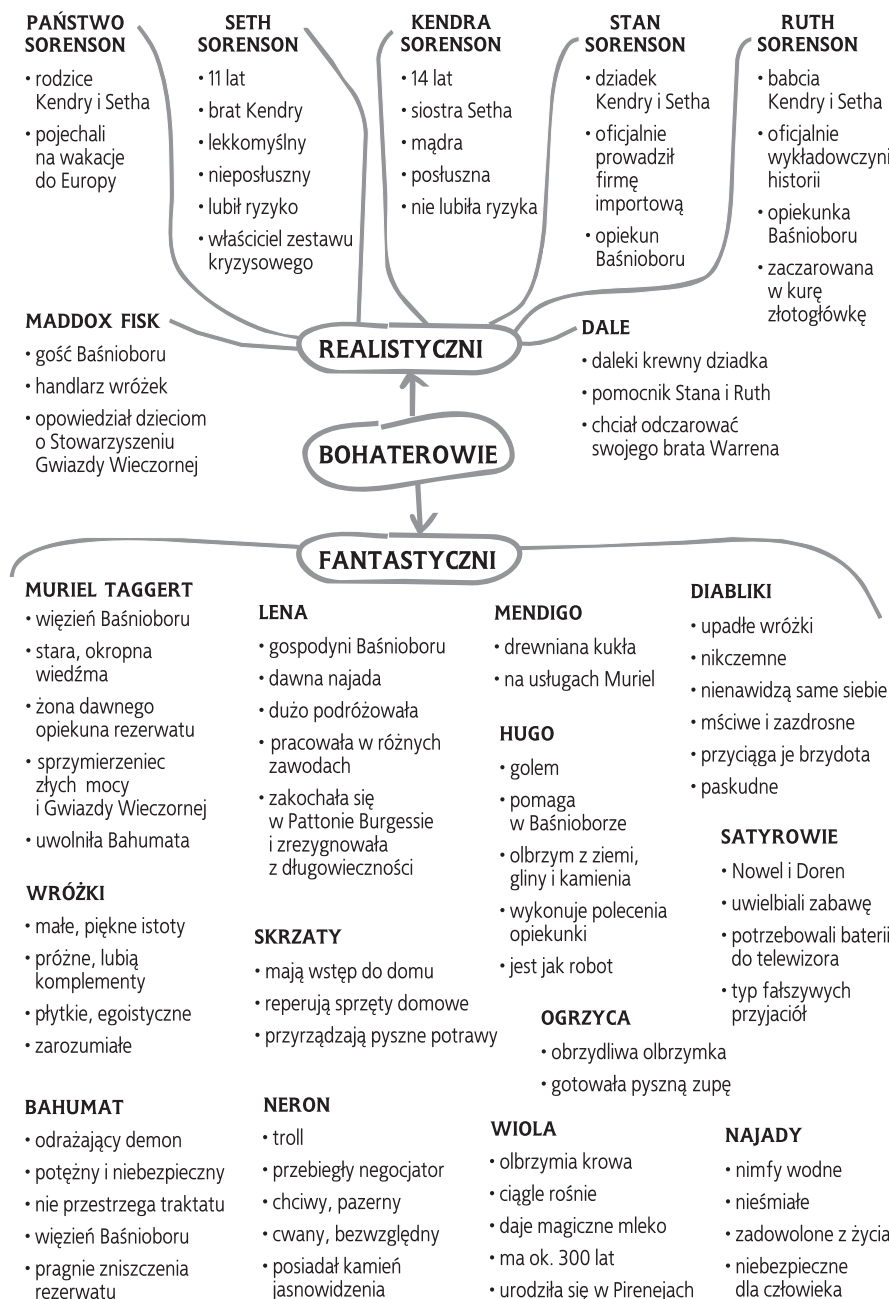 PAŃSTWO
SORENSON
• rodzice
Kendry i Setha
• pojechali
na wakacje
do Europy
SETH
SORENSON
• 11 lat
• brat Kendry
• lekkomyślny
• nieposłuszny
• lubił ryzyko
• właściciel zestawu
kryzysowego
KENDRA
SORENSON
• 14 lat
• siostra Setha
• mądra
• posłuszna
• nie lubiła ryzyka
STAN
SORENSON
• dziadek
Kendry i Setha
• oficjalnie
prowadził
firmę
importową
• opiekun
Baśnioboru
RUTH
SORENSON
• babcia
Kendry i Setha
• oficjalnie
wykładowczyni
historii
• opiekunka
Baśnioboru
• zaczarowana
w kurę
złotogłówkę
MADDOX FISK
• gość Baśnioboru
• handlarz wróżek
• opowiedział dzieciom
o Stowarzyszeniu
Gwiazdy Wieczornej
REALISTYCZNI
DALE
• daleki krewny dziadka
• pomocnik Stana i Ruth
• chciał odczarować
swojego brata Warrena
BOHATEROWIE
FANTASTYCZNI
MURIEL TAGGERT
• więzień Baśnioboru
• stara, okropna
wiedźma
• żona dawnego
opiekuna rezerwatu
• sprzymierzeniec
złych mocy
i Gwiazdy Wieczornej
• uwolniła Bahumata
LENA
• gospodyni Baśnioboru
• dawna najada
• dużo podróżowała
• pracowała w różnych
zawodach
• zakochała się
w Pattonie Burgessie
i zrezygnowała
z długowieczności
MENDIGO
• drewniana kukła
• na usługach Muriel
HUGO
• golem
• pomaga
w Baśnioborze
• olbrzym z ziemi,
gliny i kamienia
• wykonuje polecenia
opiekunki
• jest jak robot
DIABLIKI
• upadłe wróżki
• nikczemne
• nienawidzą same siebie
• mściwe i zazdrosne
• przyciąga je brzydota
• paskudne
SATYROWIE
• Nowel i Doren
• uwielbiali zabawę
• potrzebowali baterii
do telewizora
• typ fałszywych
przyjaciół
WRÓŻKI
• małe, piękne istoty
• próżne, lubią
komplementy
• płytkie, egoistyczne
• zarozumiałe
SKRZATY
• mają wstęp do domu
• reperują sprzęty domowe
• przyrządzają pyszne potrawy
OGRZYCA
• obrzydliwa olbrzymka
• gotowała pyszną zupę
BAHUMAT
• odrażający demon
• potężny i niebezpieczny
• nie przestrzega traktatu
• więzień Baśnioboru
• pragnie zniszczenia
rezerwatu
NERON
• troll
• przebiegły negocjator
• chciwy, pazerny
• cwany, bezwzględny
• posiadał kamień
jasnowidzenia
WIOLA
• olbrzymia krowa
• ciągle rośnie
• daje magiczne mleko
• ma ok. 300 lat
• urodziła się w Pirenejach
NAJADY
• nimfy wodne
• nieśmiałe
• zadowolone z życia
• niebezpieczne
dla człowieka